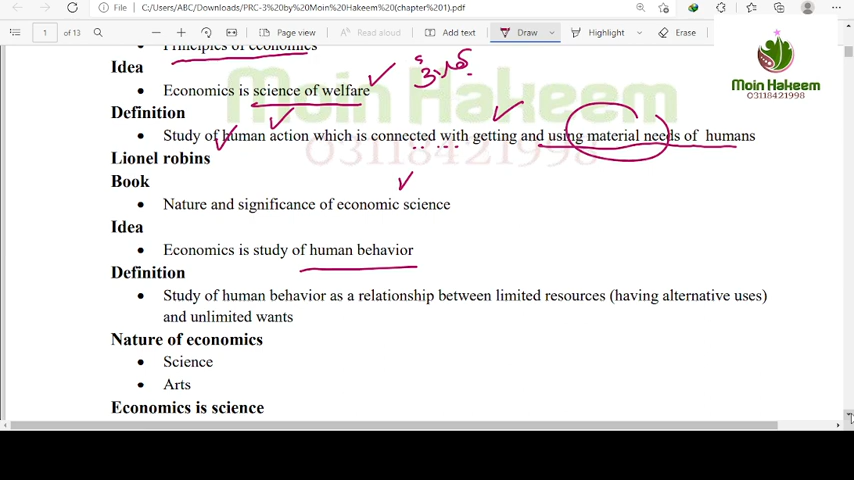 C:/Users/ABC/Downloads/PRC-3%20by%20Moin%20Hakeem%20(chapter%201).pdf
File
1 of 13
Page view
Read aloud
Add text
Draw
Highlight
Erase
• Principles of economics
Idea
• Economics is science of welfare
Definition
• Study of human action which is connected with getting and using material needs of humans
Lionel robins
Book
• Nature and significance of economic science
Idea
• Economics is study of human behavior
Definition
• Study of human behavior as a relationship between limited resources (having alternative uses)
and unlimited wants
Nature of economics
• Science
• Arts
Economics is science
Moin Hakeem
03118421998
Moin Hakeem
03118421998